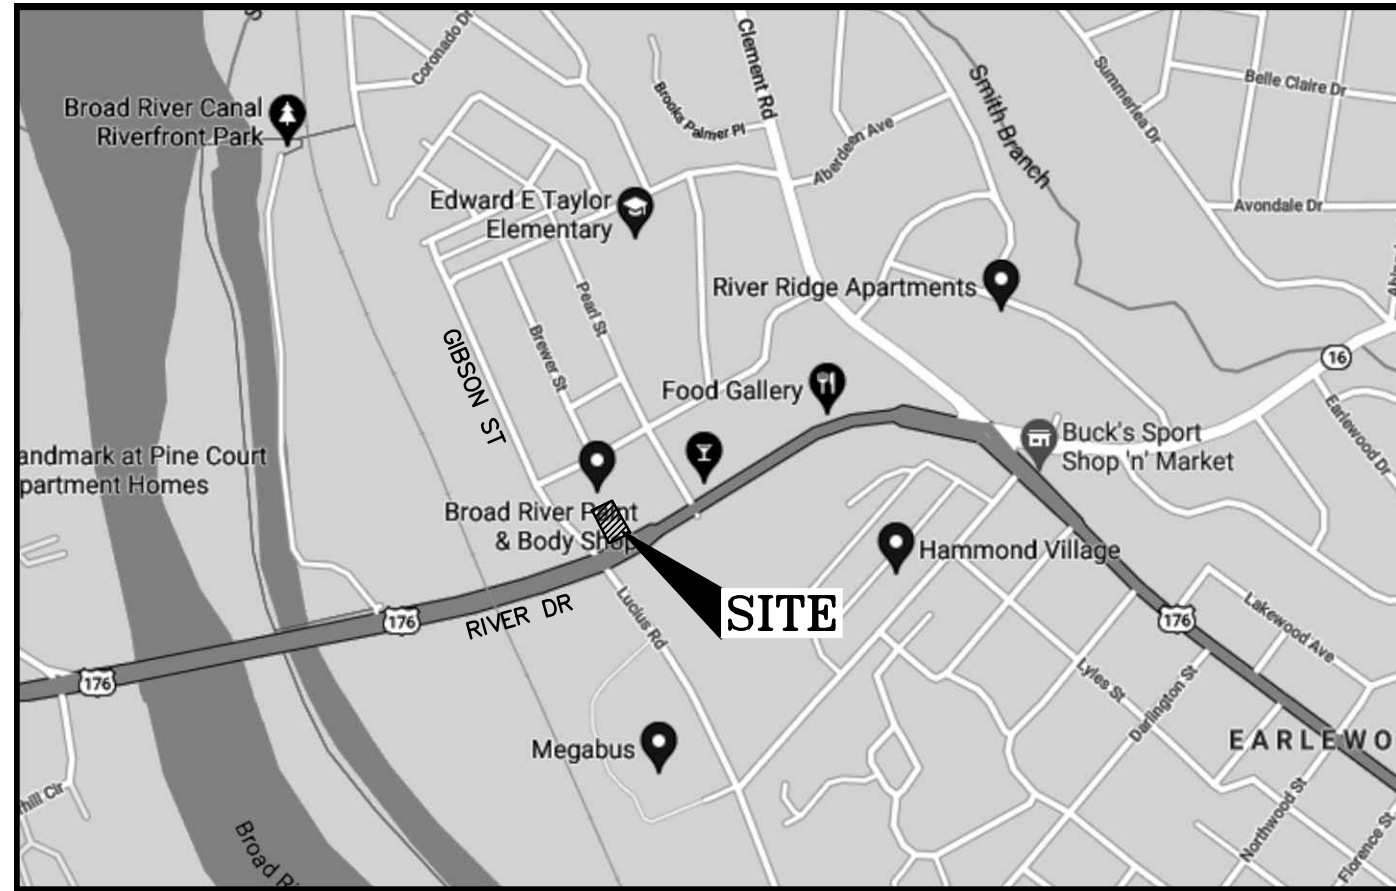 Coronado Dr
Clement Rd
Brooks Palmer Pl
Aberdeen Ave
Smith Branch
Summerlea Dr
Belle Claire Dr
Avondale Dr
Broad River Canal
Riverfront Park
Edward E Taylor
Elementary
River Ridge Apartments
Pearl St
Brewer St
GIBSON ST
Food Gallery
16
Earlewood Dr
Buck's Sport
Shop 'n' Market
andmark at Pine Court
partment Homes
Broad River Paint
& Body Shop
Hammond Village
SITE
RIVER DR
176
176
176
Lucius Rd
Lakewood Ave
Lyles St
Darlington St
EARLEWO
Megabus
hill Cir
Northwood St
Florence St
Broad Ri